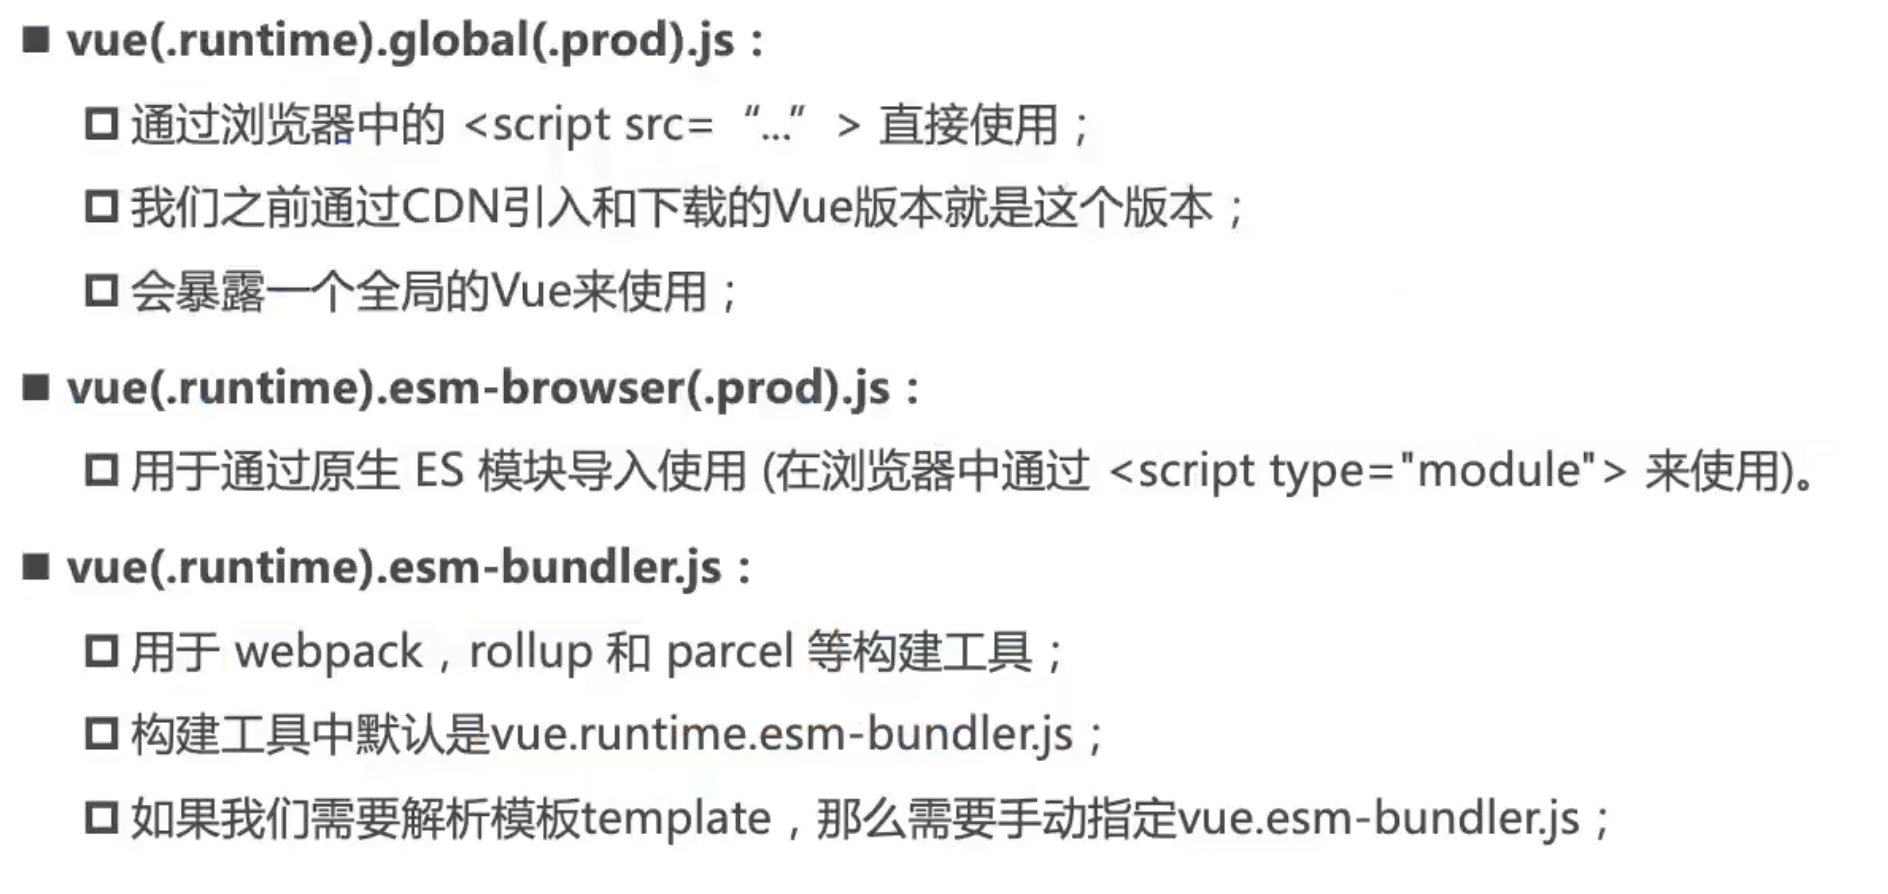 vue(.runtime).global(.prod).js：
通过浏览器中的 <script src=“...”> 直接使用；
我们之前通过CDN引入和下载的Vue版本就是这个版本；
会暴露一个全局的Vue来使用；
vue(.runtime).esm-browser(.prod).js：
用于通过原生 ES 模块导入使用 (在浏览器中通过 <script type="module"> 来使用)。
vue(.runtime).esm-bundler.js：
用于 webpack，rollup 和 parcel 等构建工具；
构建工具中默认是vue.runtime.esm-bundler.js；
如果我们需要解析模板template，那么需要手动指定vue.esm-bundler.js；